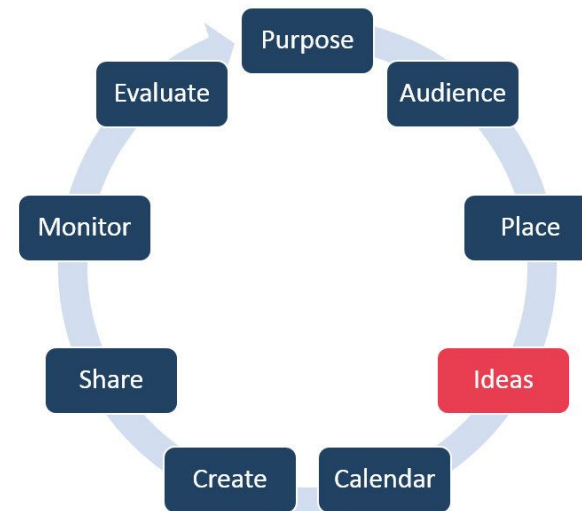 Purpose
Audience
Place
Ideas
Calendar
Create
Share
Monitor
Evaluate